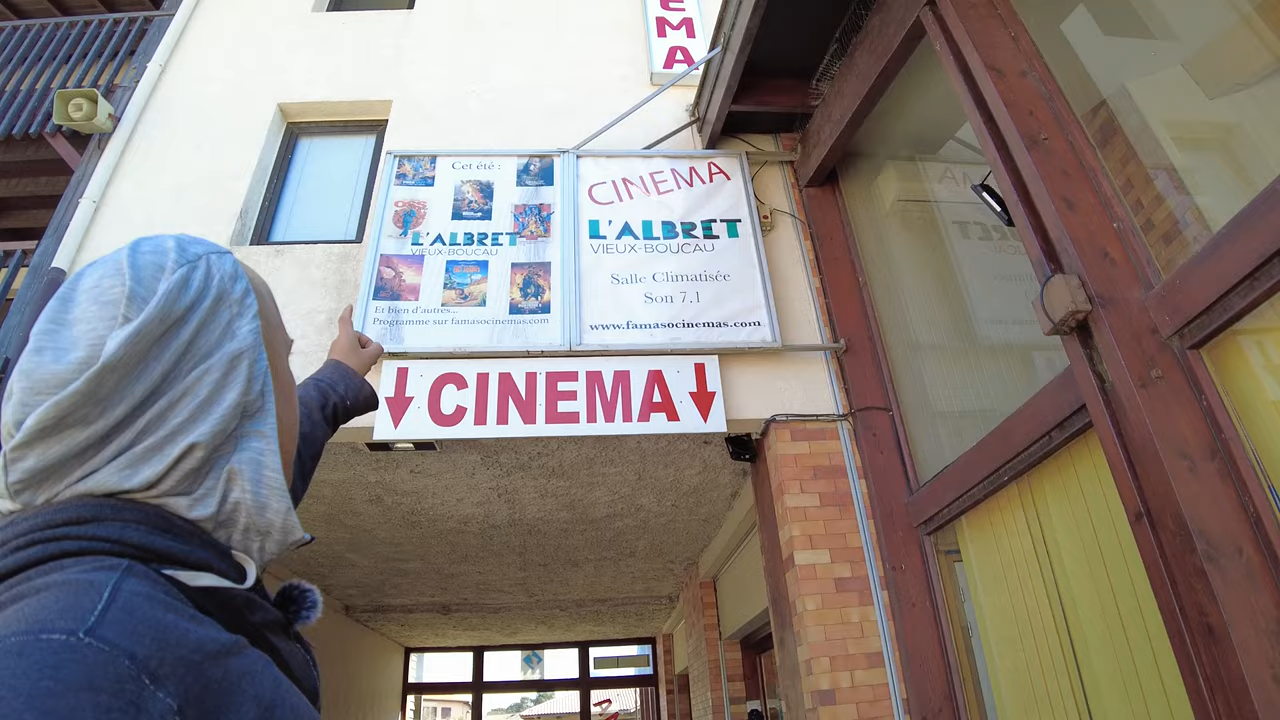 EMA
Cet été :
L'ALBRET
VIEUX-BOUCAU
Et bien d'autres...
Programme sur famasocinemas.com
CINEMA
L'ALBRET
VIEUX-BOUCAU
Salle Climatisée
Son 7.1
www.famasocinemas.com
CINEMA